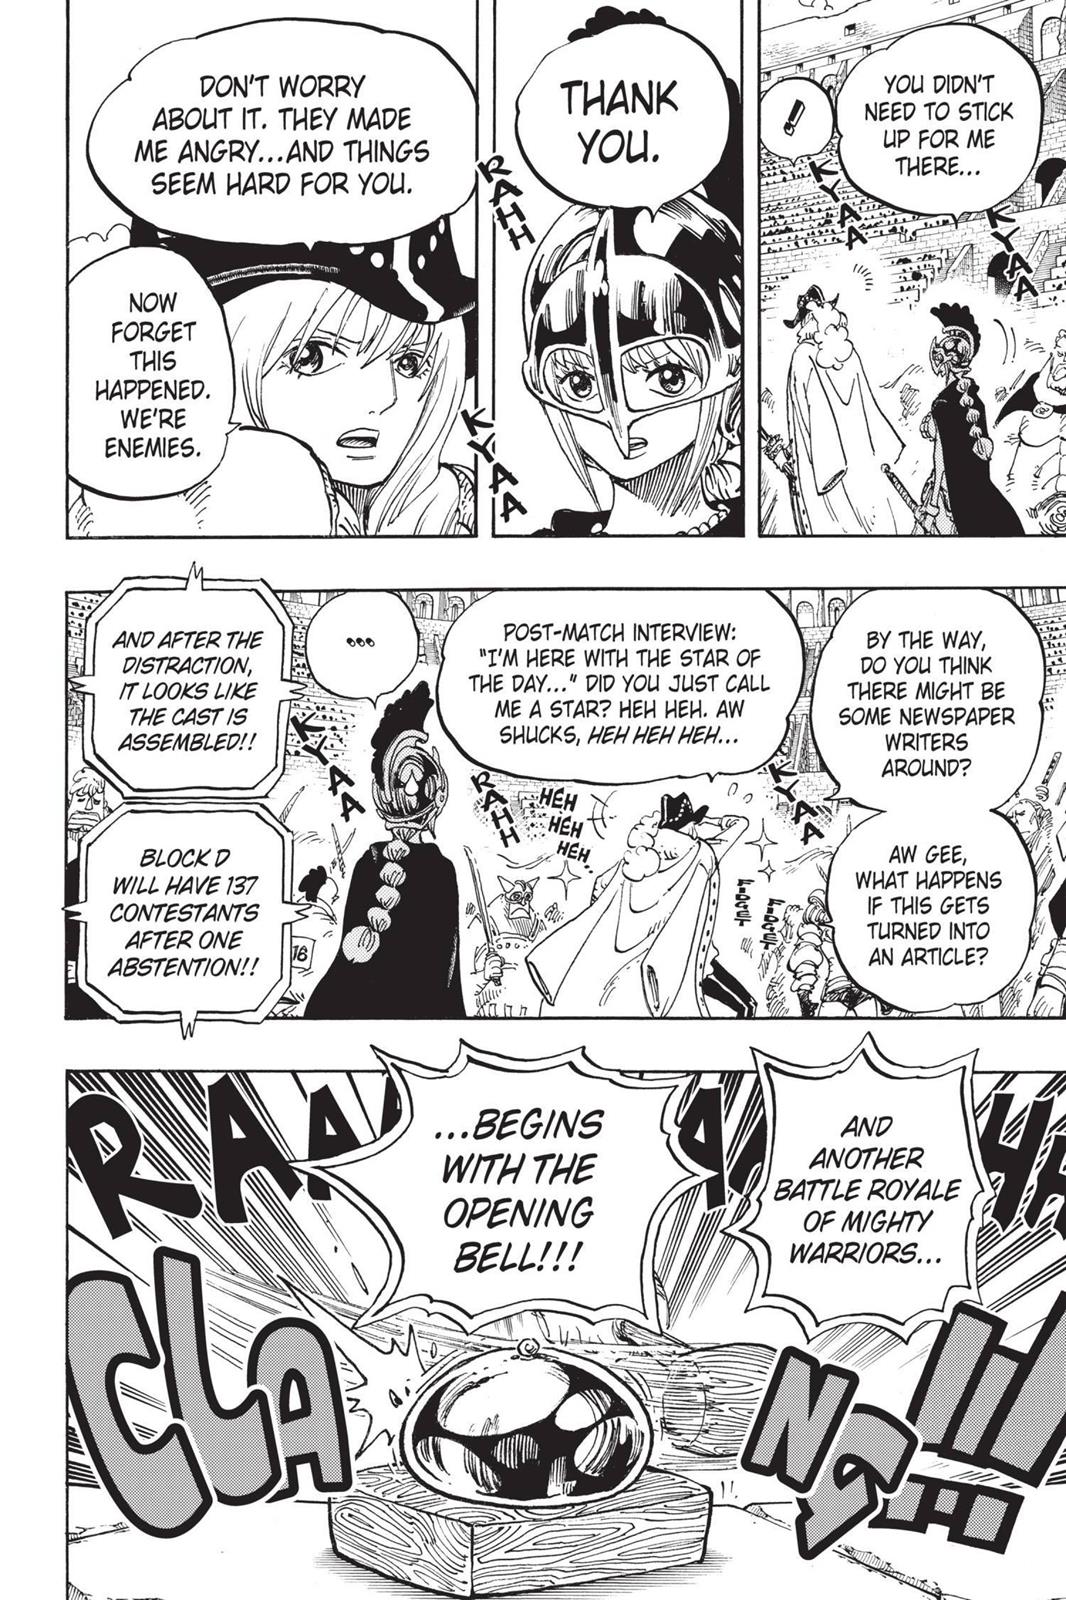 YOU DIDN'T
NEED TO STICK
UP FOR ME
THERE...
!
KYAA
KYAA
THANK
YOU.
RAHH
KYAA
DON'T WORRY
ABOUT IT. THEY MADE
ME ANGRY...AND THINGS
SEEM HARD FOR YOU.
NOW
FORGET
THIS
HAPPENED.
WE'RE
ENEMIES.
BY THE WAY,
DO YOU THINK
THERE MIGHT BE
SOME NEWSPAPER
WRITERS
AROUND?
AW GEE,
WHAT HAPPENS
IF THIS GETS
TURNED INTO
AN ARTICLE?
KYAA
FIDGET
FIDGET
POST-MATCH INTERVIEW:
"I'M HERE WITH THE STAR OF
THE DAY..." DID YOU JUST CALL
ME A STAR? HEH HEH. AW
SHUCKS, HEH HEH HEH...
HEH
HEH
HEH...
RAHH
...
KYAA
AND AFTER THE
DISTRACTION,
IT LOOKS LIKE
THE CAST IS
ASSEMBLED!!
BLOCK D
WILL HAVE 137
CONTESTANTS
AFTER ONE
ABSTENTION!!
16
AND
ANOTHER
BATTLE ROYALE
OF MIGHTY
WARRIORS...
...BEGINS
WITH THE
OPENING
BELL!!!
CLANG!!